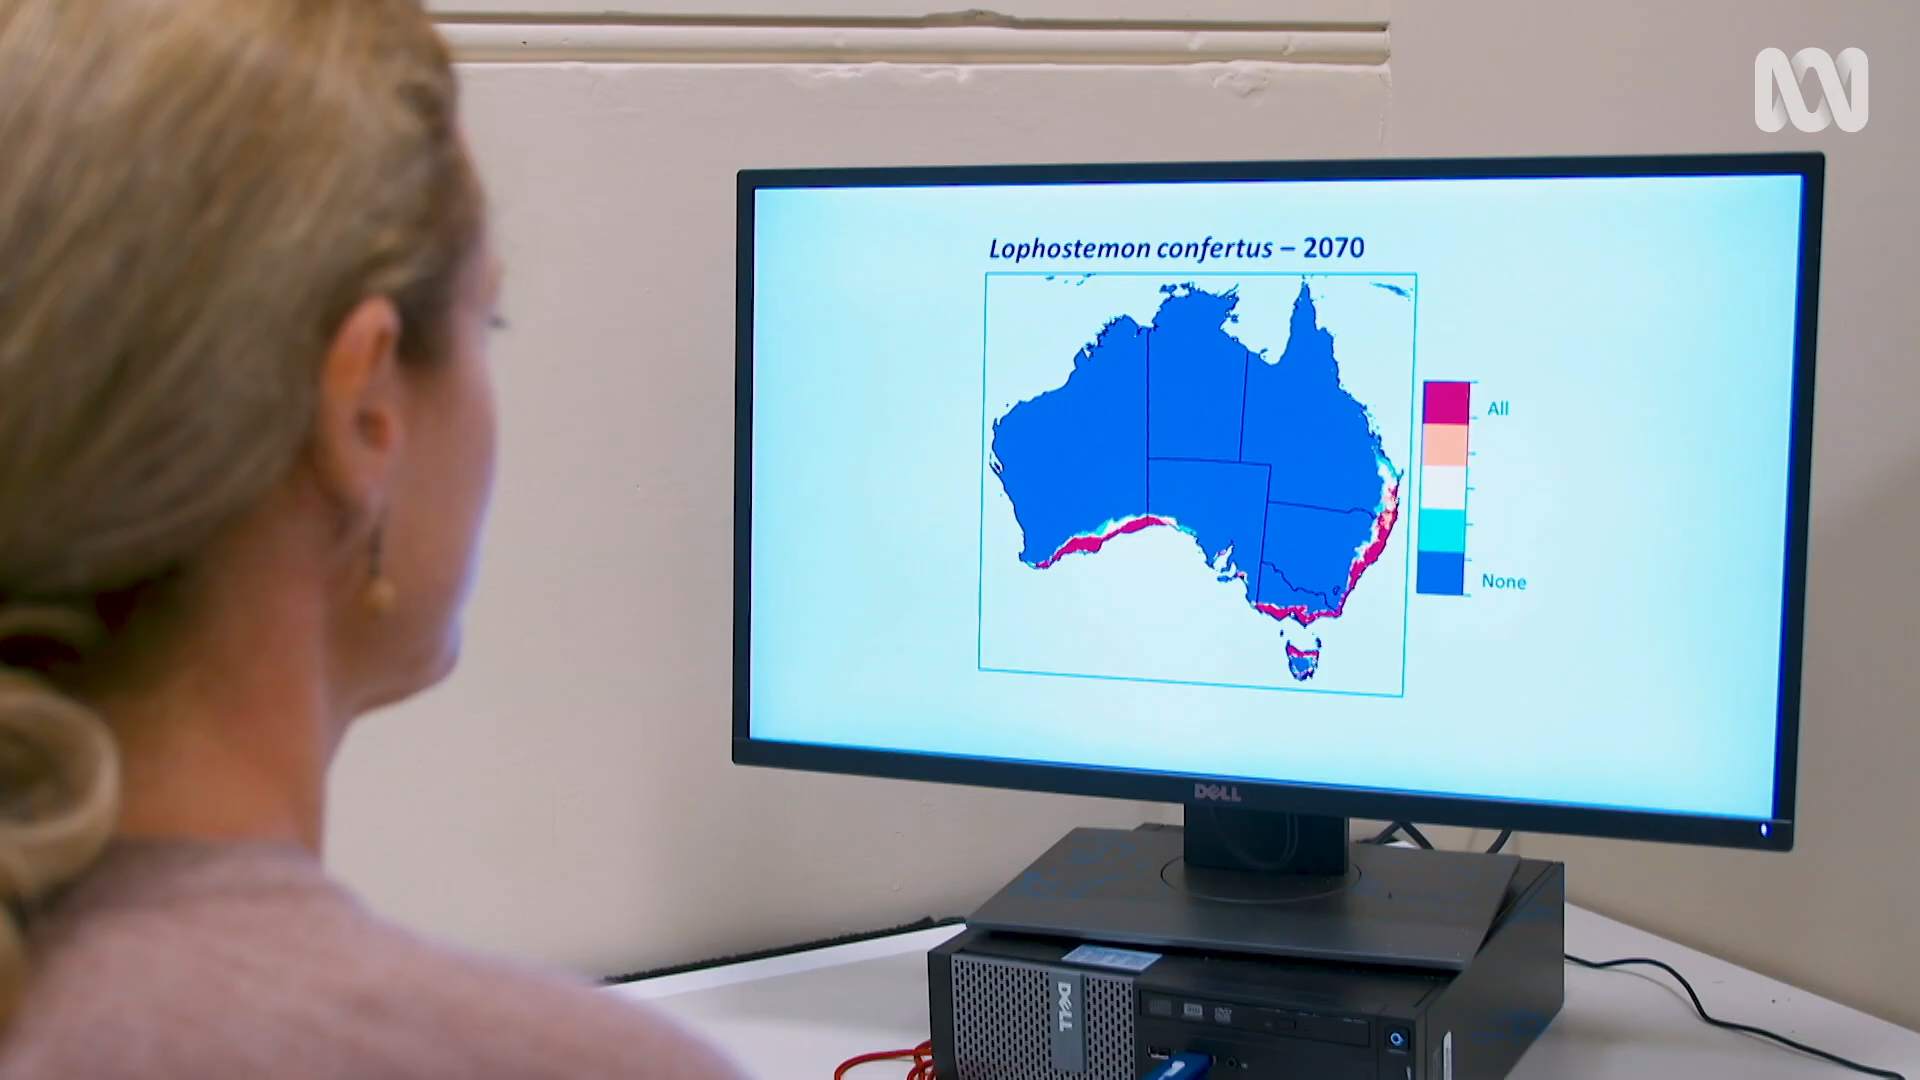 Lophostemon confertus – 2070
All
None
DELL
DELL